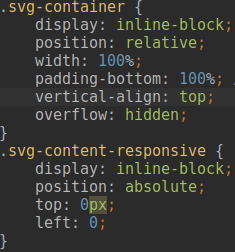 .svg-container {
    display: inline-block;
    position: relative;
    width: 100%;
    padding-bottom: 100%;
    vertical-align: top;
    overflow: hidden;
}
.svg-content-responsive {
    display: inline-block;
    position: absolute;
    top: 0px;
    left: 0;
}